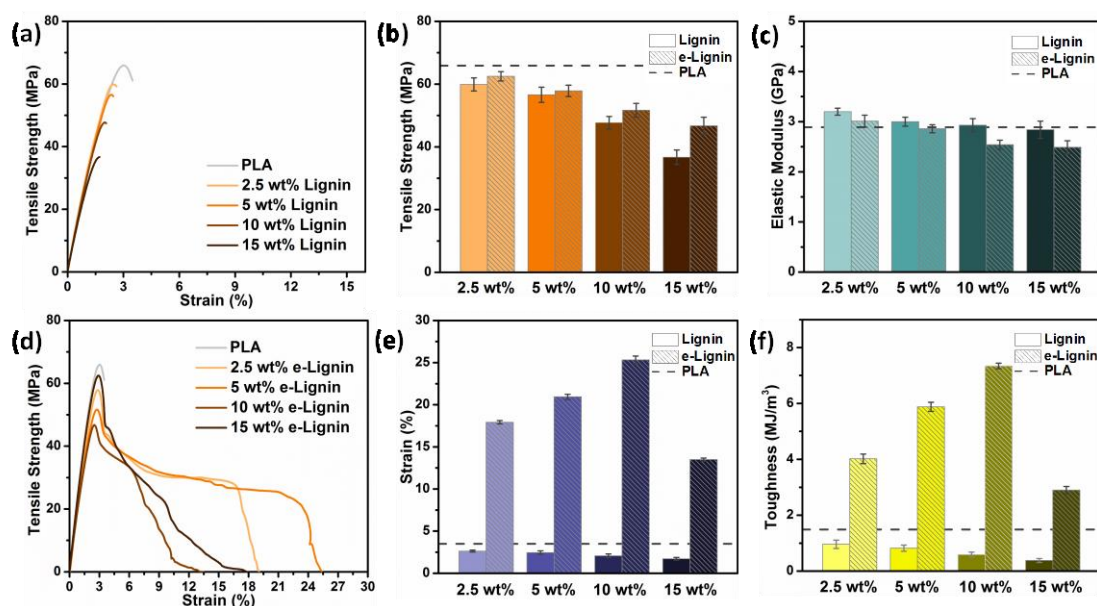 (a)
Tensile Strength (MPa)
80
60
40
20
0
0 3 6 9 12 15
Strain (%)
PLA
2.5 wt% Lignin
5 wt% Lignin
10 wt% Lignin
15 wt% Lignin
(b)
Tensile Strength (MPa)
80
60
40
20
0
2.5 wt% 5 wt% 10 wt% 15 wt%
Lignin
e-Lignin
PLA
(c)
Elastic Modulus (GPa)
5
4
3
2
1
0
2.5 wt% 5 wt% 10 wt% 15 wt%
Lignin
e-Lignin
PLA
(d)
Tensile Strength (MPa)
80
60
40
20
0
0 3 6 9 12 15 18 21 24 27 30
Strain (%)
PLA
2.5 wt% e-Lignin
5 wt% e-Lignin
10 wt% e-Lignin
15 wt% e-Lignin
(e)
Strain (%)
30
25
20
15
10
5
0
2.5 wt% 5 wt% 10 wt% 15 wt%
Lignin
e-Lignin
PLA
(f)
Toughness (MJ/m³)
10
8
6
4
2
0
2.5 wt% 5 wt% 10 wt% 15 wt%
Lignin
e-Lignin
PLA